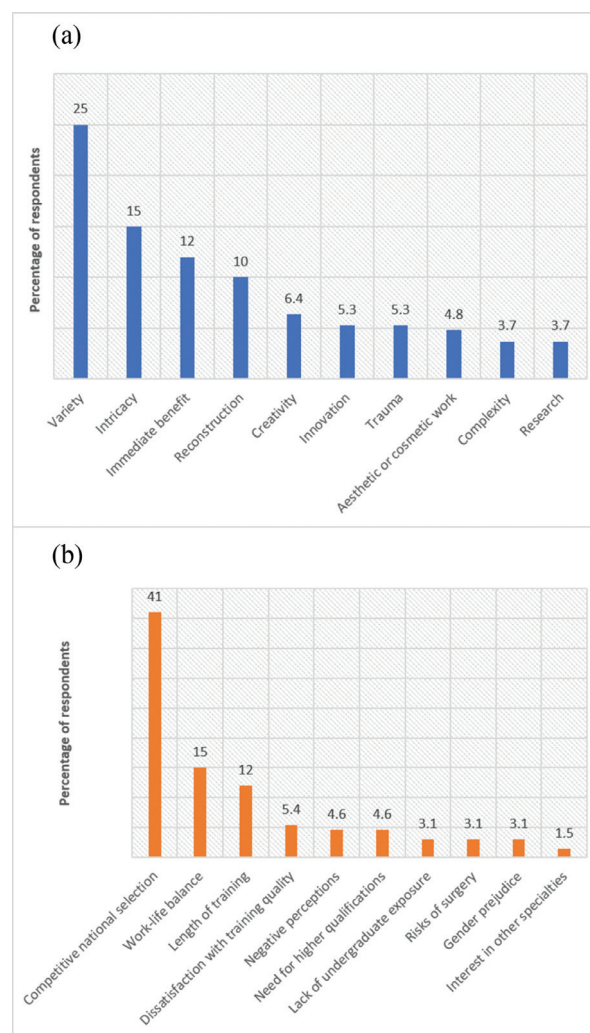 (a)
Percentage of respondents
25
15
12
10
6.4
5.3
5.3
4.8
3.7
3.7
Variety
Intricacy
Immediate benefit
Reconstruction
Creativity
Innovation
Trauma
Aesthetic or cosmetic work
Complexity
Research
(b)
Percentage of respondents
41
15
12
5.4
4.6
4.6
3.1
3.1
3.1
1.5
Competitive national selection
Work-life balance
Length of training
Dissatisfaction with training quality
Negative perceptions
Need for higher qualifications
Lack of undergraduate exposure
Risks of surgery
Gender prejudice
Interest in other specialties